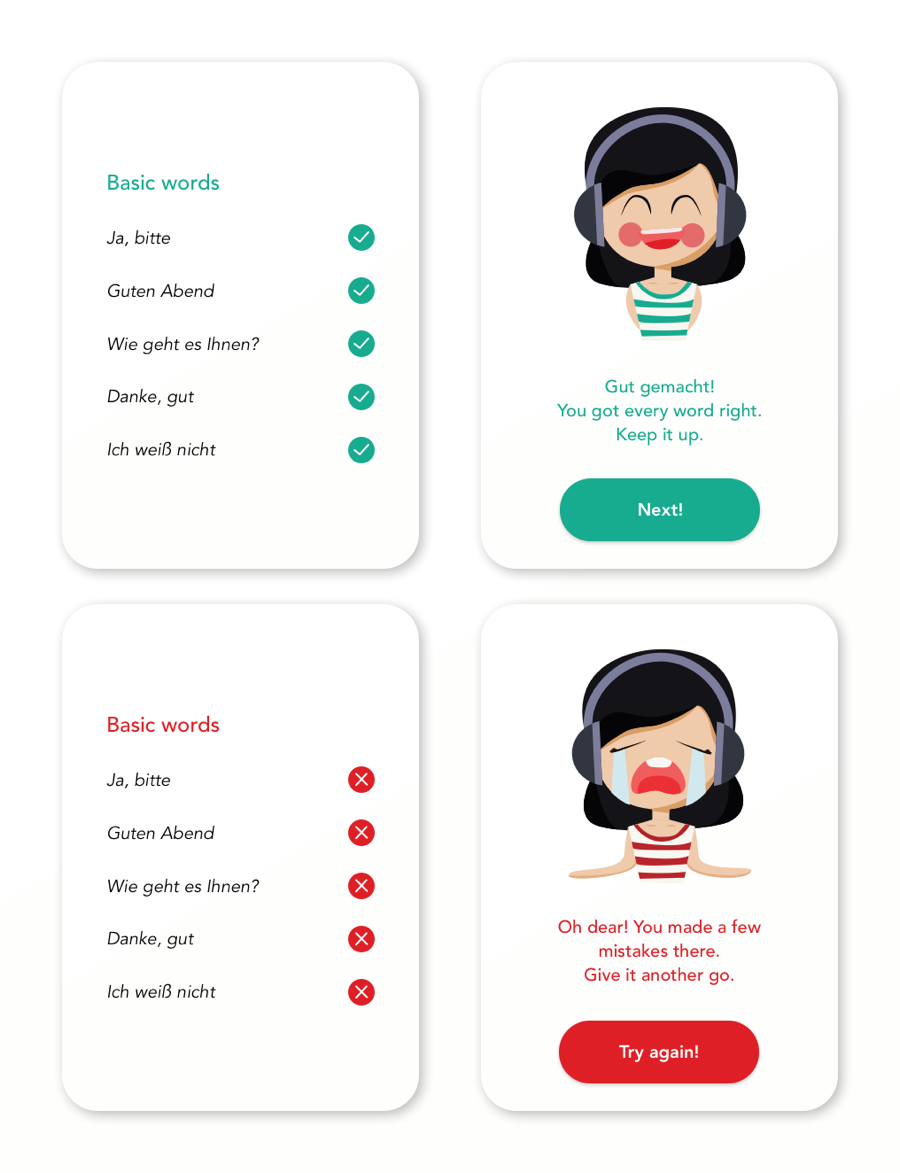 Basic words
Ja, bitte
Guten Abend
Wie geht es Ihnen?
Danke, gut
Ich weiß nicht
Gut gemacht!
You got every word right.
Keep it up.
Next!
Basic words
Ja, bitte
Guten Abend
Wie geht es Ihnen?
Danke, gut
Ich weiß nicht
Oh dear! You made a few
mistakes there.
Give it another go.
Try again!